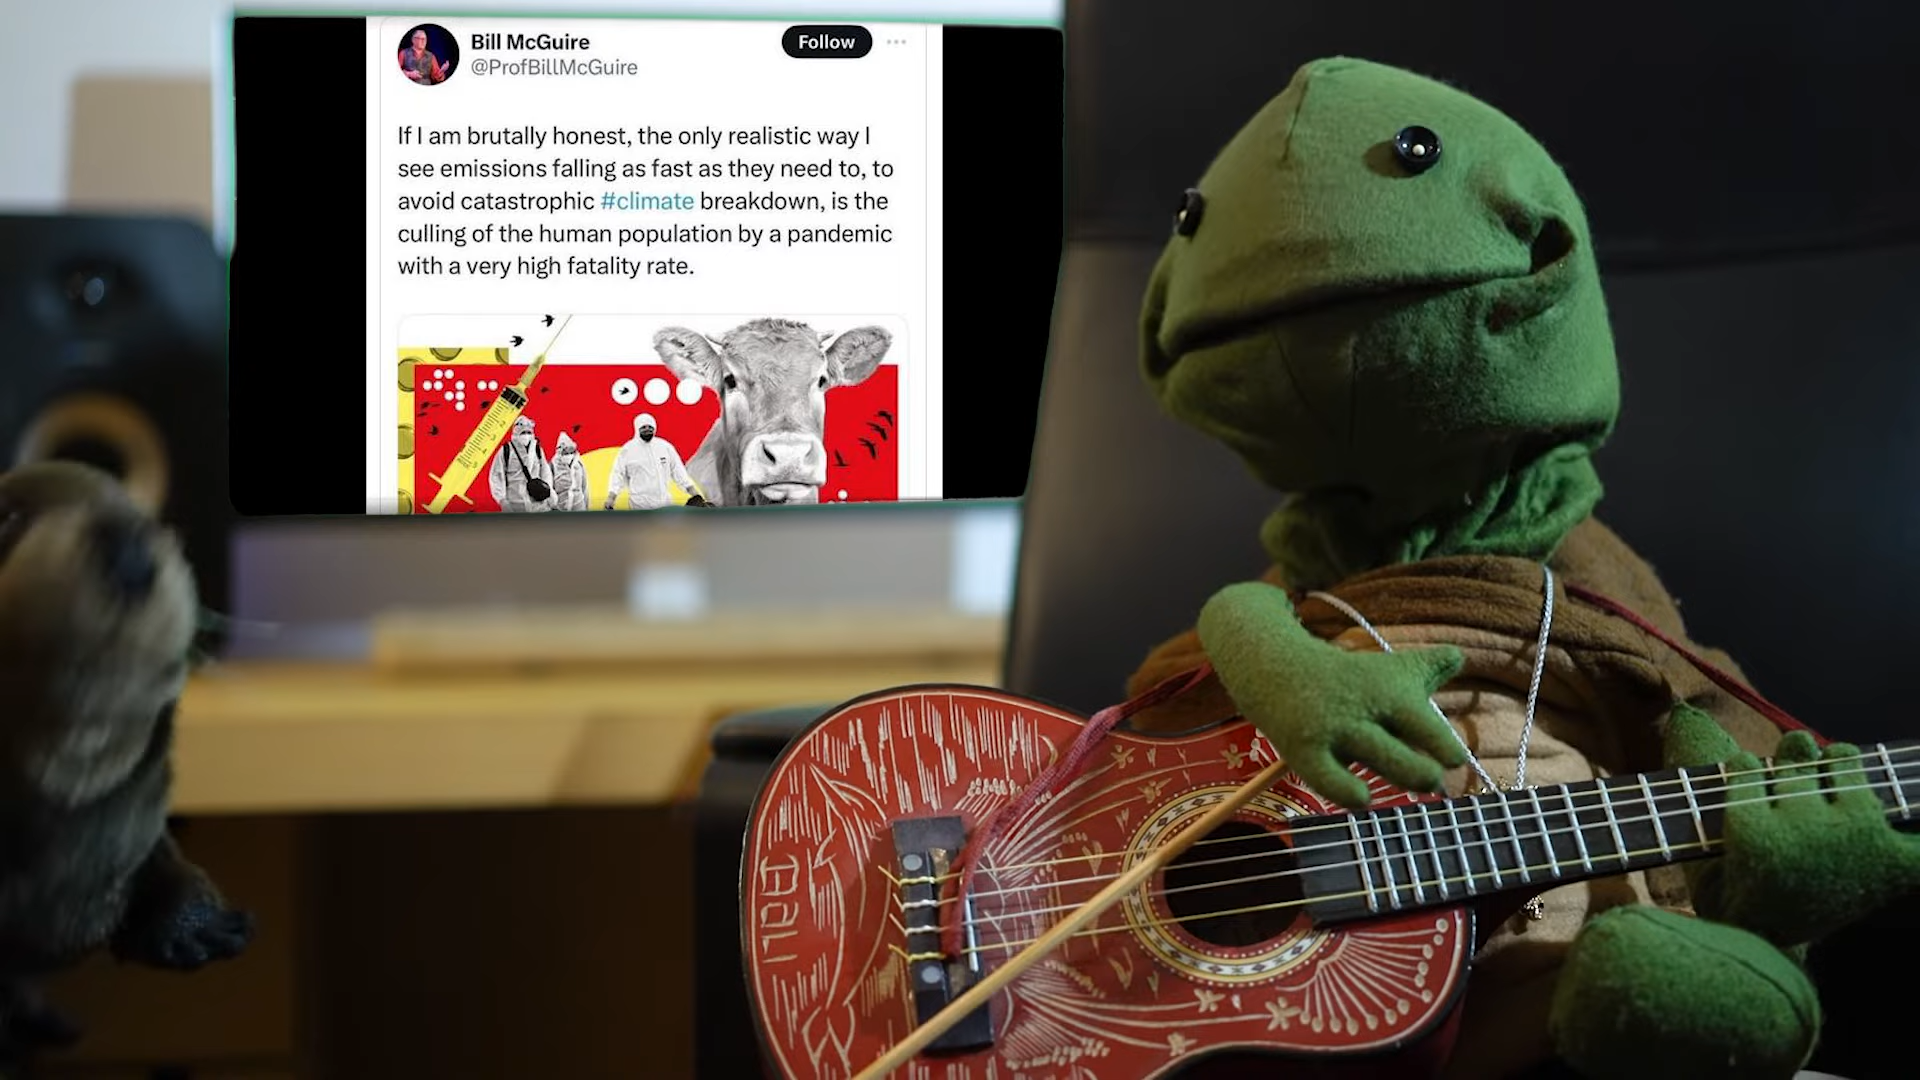 Bill McGuire
Follow
@ProfBillMcGuire
If I am brutally honest, the only realistic way I
see emissions falling as fast as they need to, to
avoid catastrophic #climate breakdown, is the
culling of the human population by a pandemic
with a very high fatality rate.